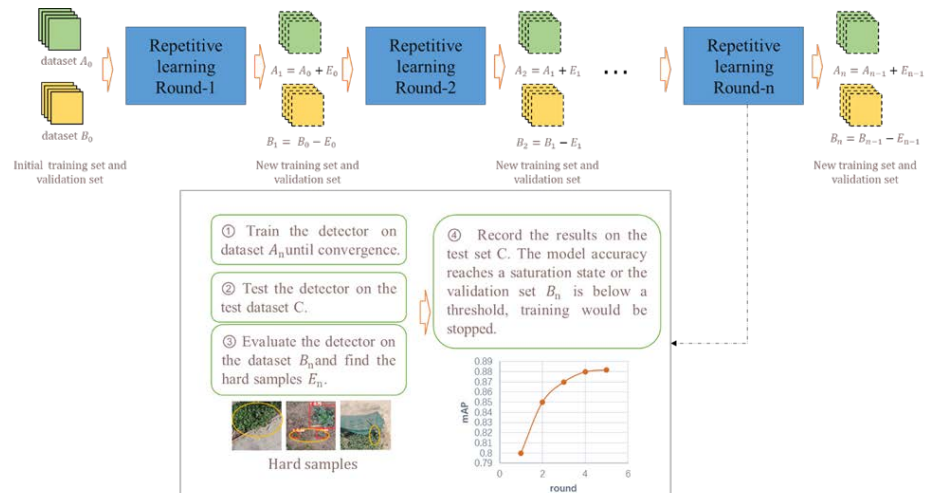 dataset A₀
dataset B₀
Initial training set and
validation set
Repetitive
learning
Round-1
A₁ = A₀ + E₀
B₁ = B₀ − E₀
New training set and
validation set
Repetitive
learning
Round-2
A₂ = A₁ + E₁
B₂ = B₁ − E₁
New training set and
validation set
...
Repetitive
learning
Round-n
Aₙ = Aₙ₋₁ + Eₙ₋₁
Bₙ = Bₙ₋₁ − Eₙ₋₁
New training set and
validation set
① Train the detector on
dataset Aₙ until convergence.
② Test the detector on the
test dataset C.
③ Evaluate the detector on
the dataset Bₙ and find the
hard samples Eₙ.
Hard samples
④ Record the results on the
test set C. The model accuracy
reaches a saturation state or the
validation set Bₙ is below a
threshold, training would be
stopped.
0.89
0.88
0.87
0.86
0.85
0.84
0.83
0.82
0.81
0.8
0.79
mAP
0 2 4 6 8
round